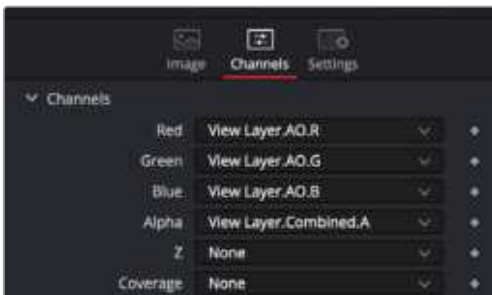 Image Channels Settings
Channels
Red View Layer.AO.R
Green View Layer.AO.G
Blue View Layer.AO.B
Alpha View Layer.Combined.A
Z None
Coverage None